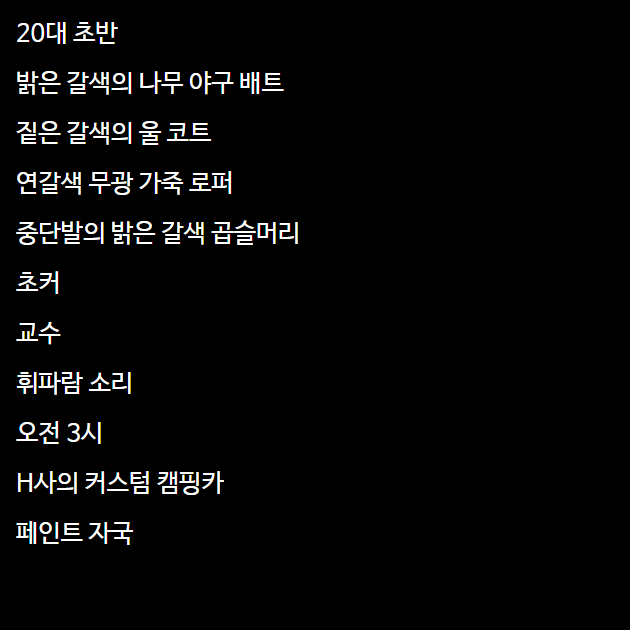 20대 초반
밝은 갈색의 나무 야구 배트
짙은 갈색의 울 코트
연갈색 무광 가죽 로퍼
중단발의 밝은 갈색 곱슬머리
초커
교수
휘파람 소리
오전 3시
H사의 커스텀 캠핑카
페인트 자국